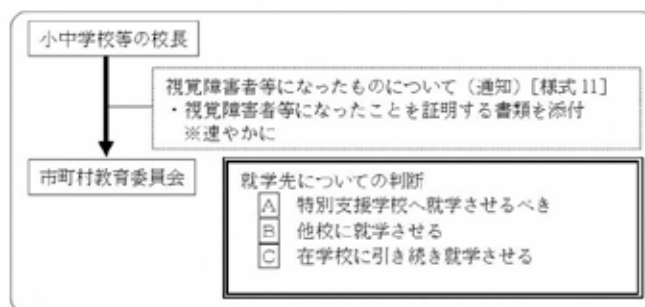 小中学校等の校長
視覚障害者等になったものについて（通知）[様式 11]
・視覚障害者等になったことを証明する書類を添付
※速やかに
市町村教育委員会
就学先についての判断
A 特別支援学校へ就学させるべき
B 他校に就学させる
C 在学校に引き続き就学させる